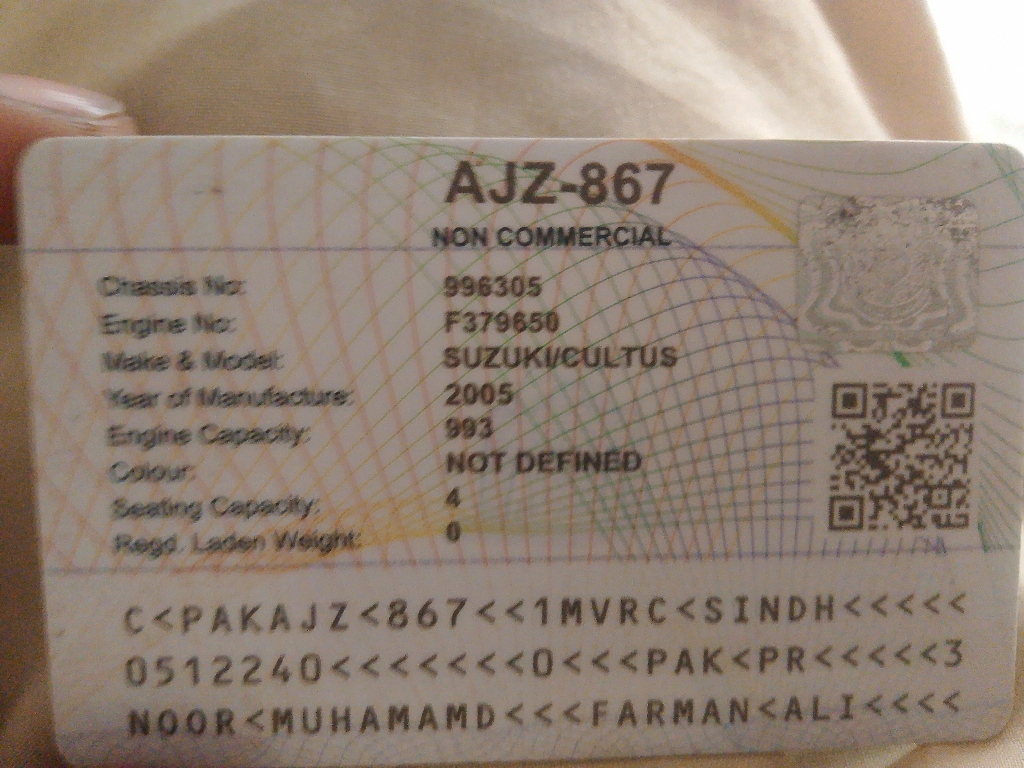 AJZ-867
NON COMMERCIAL
Chassis No: 996305
Engine No: F379650
Make & Model: SUZUKI/CULTUS
Year of Manufacture: 2005
Engine Capacity: 993
Colour: NOT DEFINED
Seating Capacity: 4
Regd. Laden Weight: 0
C<PAKAJZ<867<<1MVRC<SINDH<<<<<
0512240<<<<<<<0<<<PAK<PR<<<<<3
NOOR<MUHAMAMD<<<FARMAN<ALI<<<<